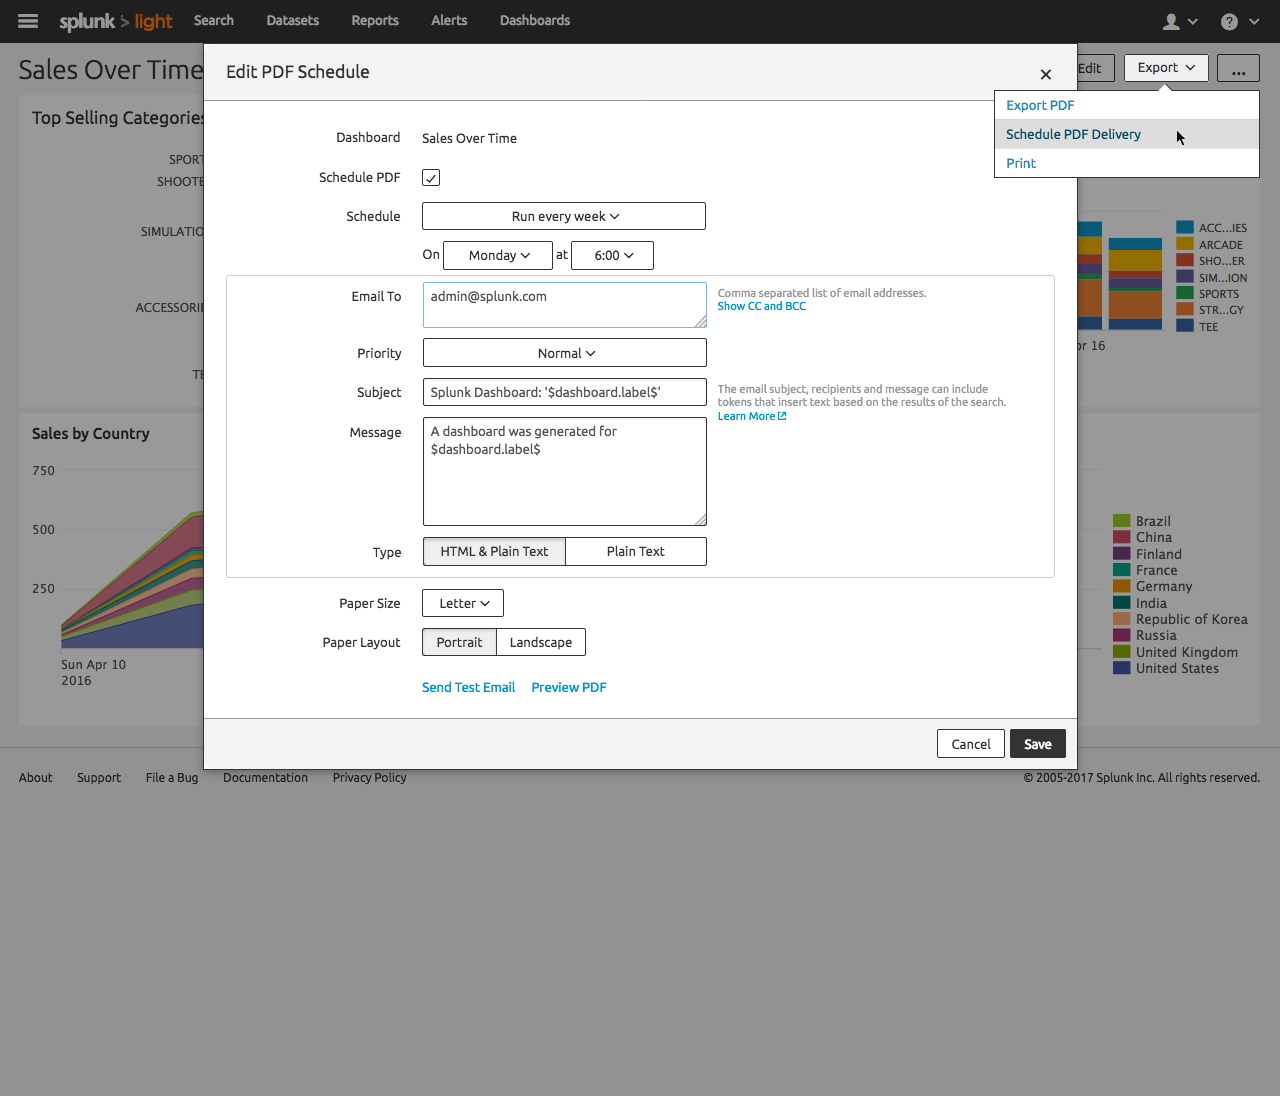 splunk > light Search Datasets Reports Alerts Dashboards ?
Sales Over Time
Edit PDF Schedule
Edit Export ...
Export PDF
Schedule PDF Delivery
Print
Top Selling Categories
SPORT
SHOOTE
SIMULATIO
ACCESSORIE
TE
ACC...IES
ARCADE
SHO...ER
SIM...ION
SPORTS
STR...GY
TEE
pr 16
Dashboard Sales Over Time
Schedule PDF
Schedule Run every week
On Monday at 6:00
Email To admin@splunk.com
Comma separated list of email addresses.
Show CC and BCC
Priority Normal
Subject Splunk Dashboard: '$dashboard.label$'
The email subject, recipients and message can include
tokens that insert text based on the results of the search.
Learn More
Message A dashboard was generated for
$dashboard.label$
Type HTML & Plain Text Plain Text
Paper Size Letter
Paper Layout Portrait Landscape
Send Test Email Preview PDF
Cancel Save
Sales by Country
750
500
250
Sun Apr 10
2016
Brazil
China
Finland
France
Germany
India
Republic of Korea
Russia
United Kingdom
United States
About Support File a Bug Documentation Privacy Policy © 2005-2017 Splunk Inc. All rights reserved.